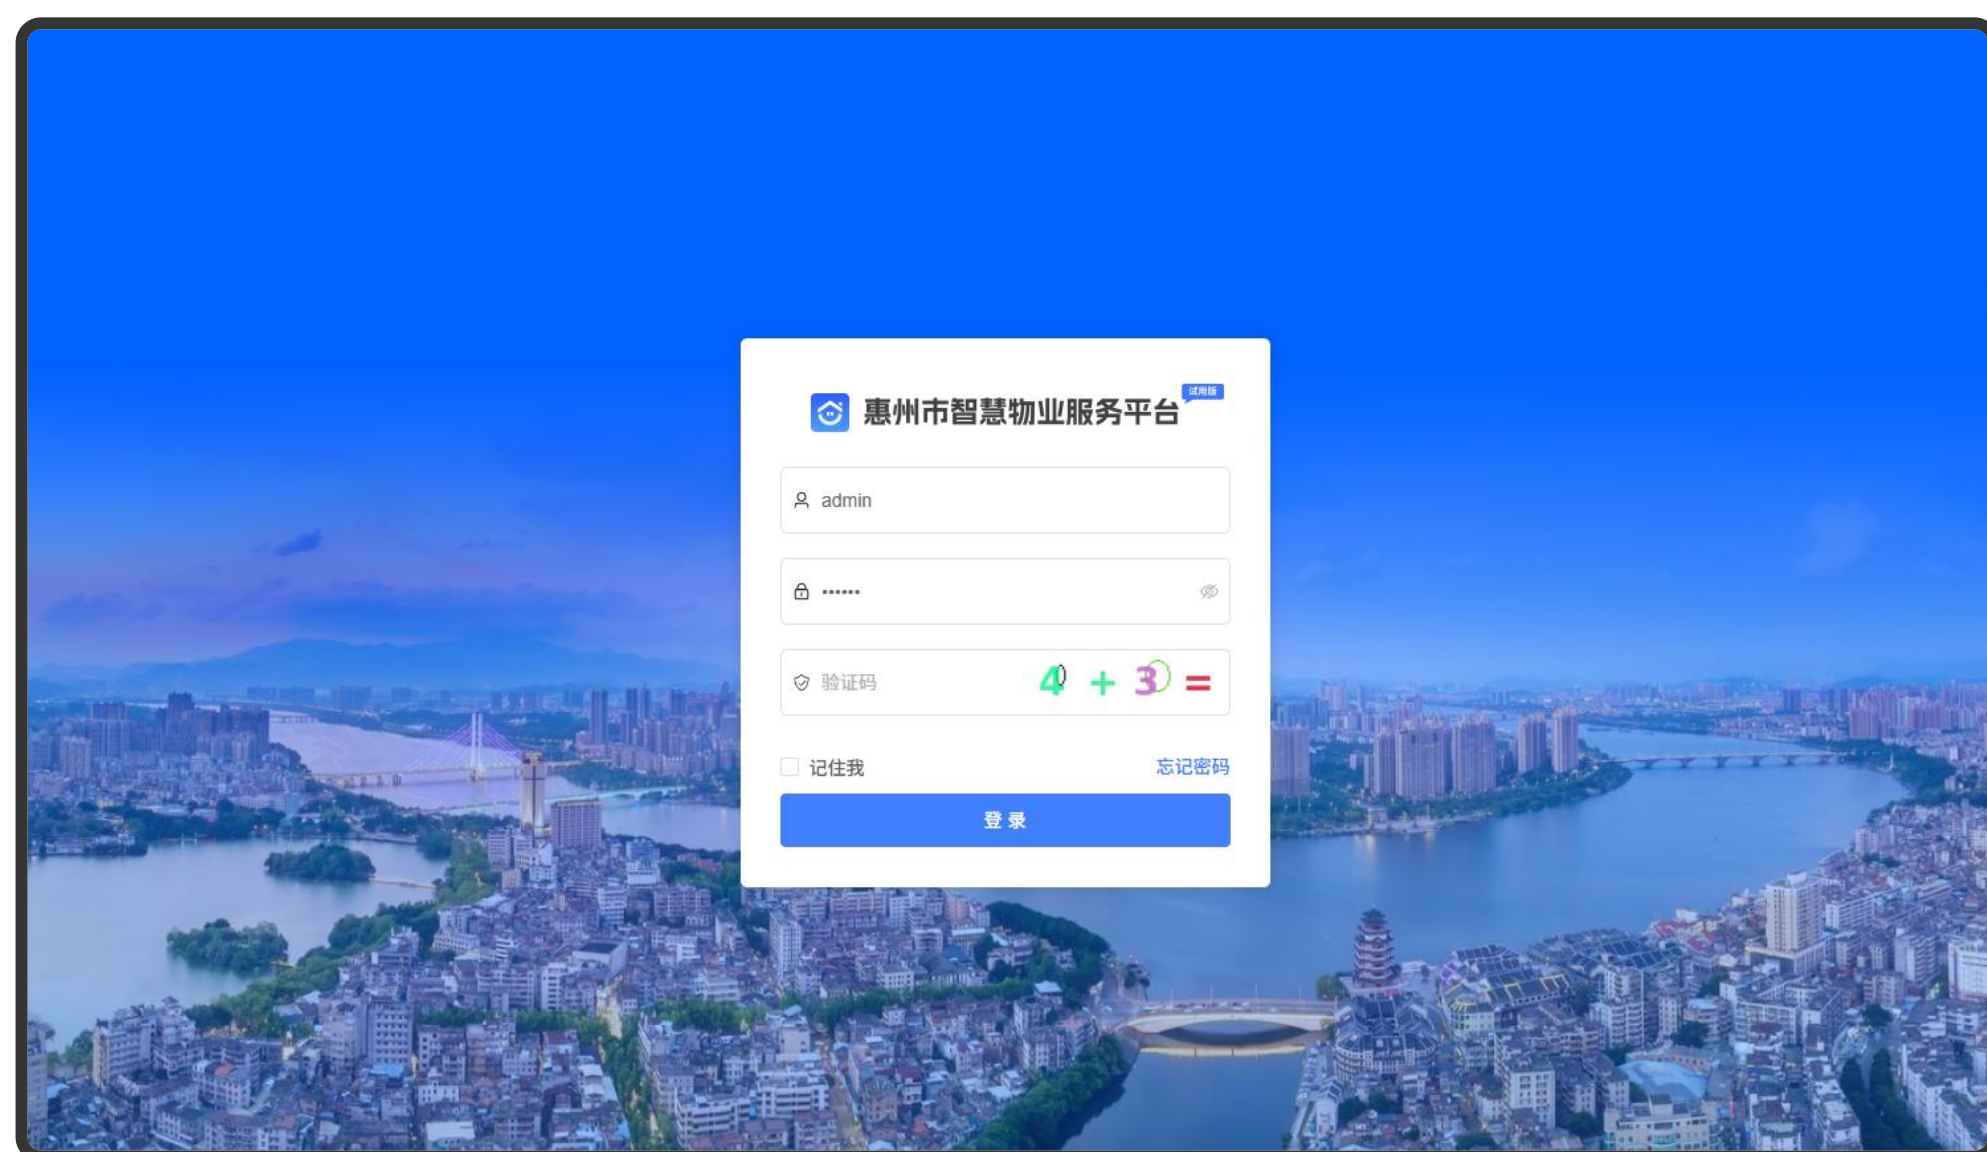 惠州市智慧物业服务平台 试用版
admin
••••••
验证码 4 + 3 =
记住我 忘记密码
登录